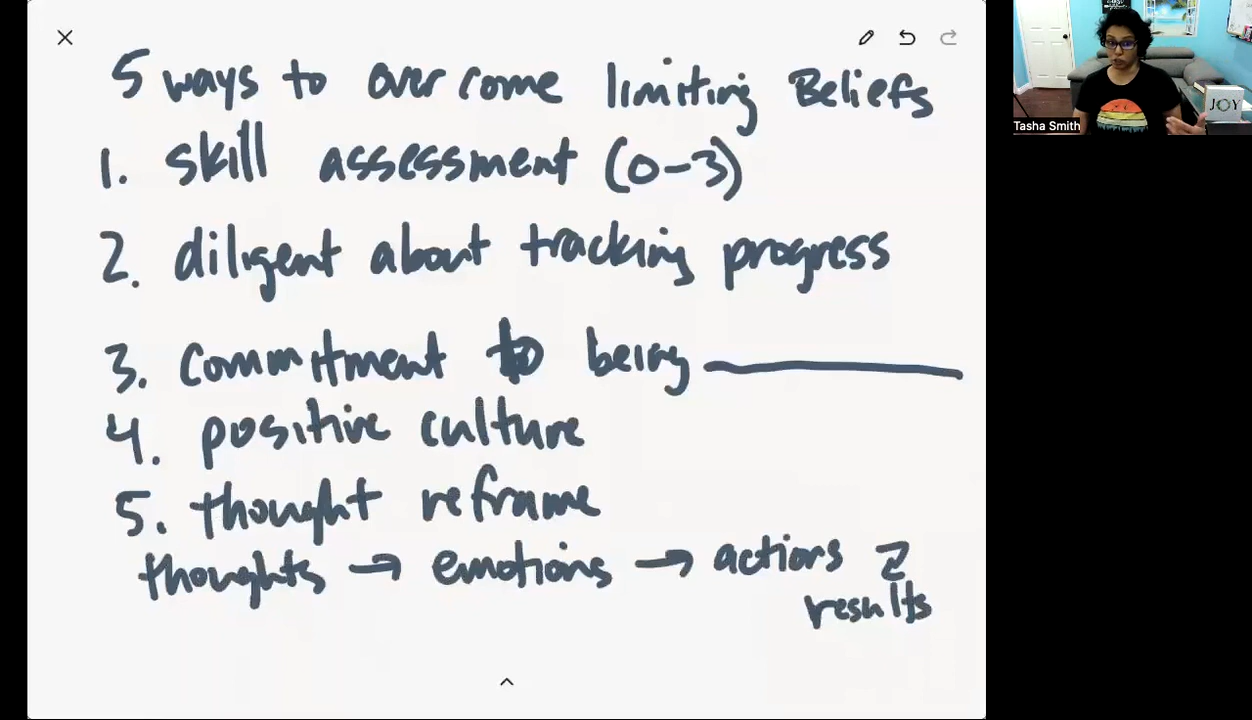 5 ways to overcome limiting Beliefs
1. skill assessment (0-3)
2. diligent about tracking progress
3. commitment to being
4. positive culture
5. thought reframe
thoughts → emotions → actions
results
Tasha Smith
JOY